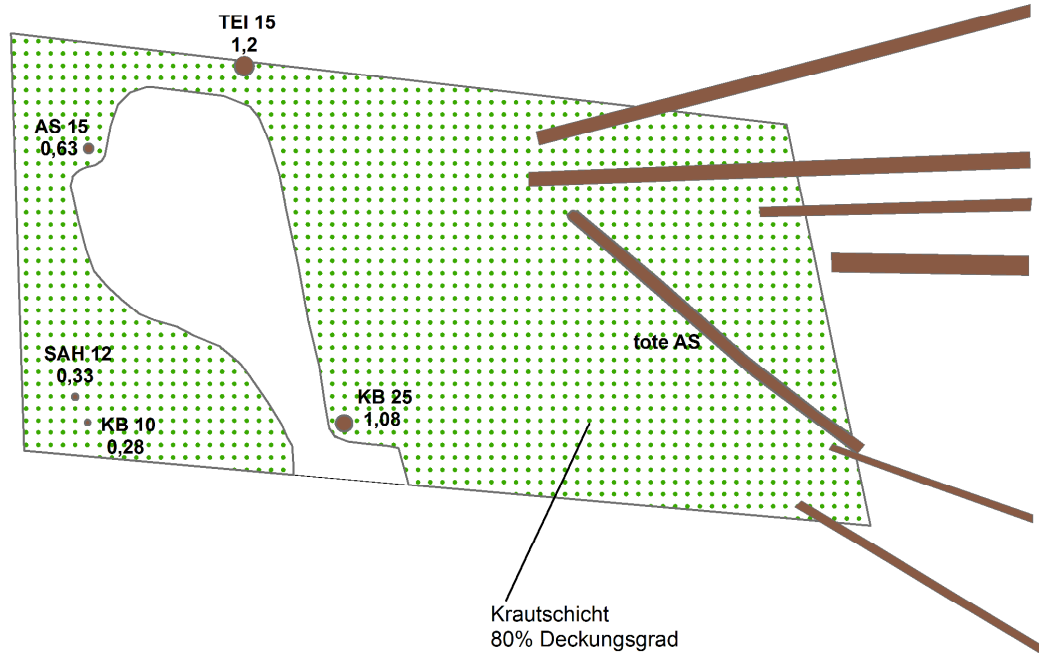 TEI 15
1,2
AS 15
0,63
tote AS
SAH 12
0,33
KB 25
1,08
KB 10
0,28
Krautschicht
80% Deckungsgrad